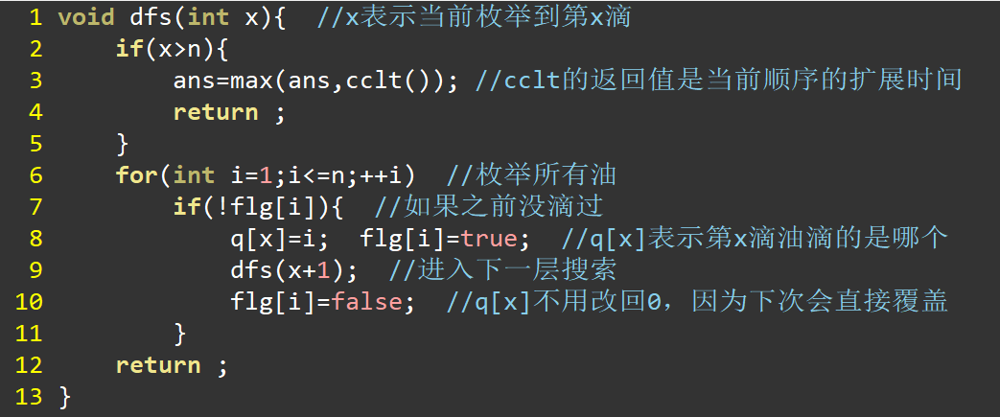 1 void dfs(int x){  //x表示当前枚举到第x滴
2     if(x>n){
3         ans=max(ans,cclt()); //cclt的返回值是当前顺序的扩展时间
4         return ;
5     }
6     for(int i=1;i<=n;++i)  //枚举所有油
7         if(!flg[i]){  //如果之前没滴过
8             q[x]=i;  flg[i]=true;  //q[x]表示第x滴油滴的是哪个
9             dfs(x+1);  //进入下一层搜索
10             flg[i]=false;  //q[x]不用改回0，因为下次会直接覆盖
11         }
12     return ;
13 }